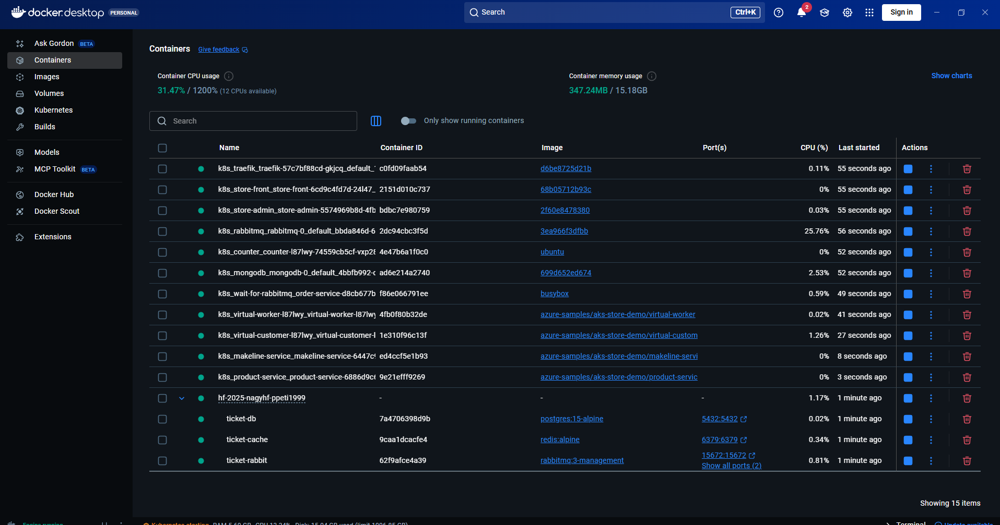 docker.desktop PERSONAL
Search Ctrl+K 2 Sign in
Ask Gordon BETA
Containers
Images
Volumes
Kubernetes
Builds
Models
MCP Toolkit BETA
Docker Hub
Docker Scout
Extensions
Containers Give feedback
Container CPU usage
31.47% / 1200% (12 CPUs available)
Container memory usage
347.24MB / 15.18GB
Show charts
Search
Only show running containers
Name Container ID Image Port(s) CPU (%) Last started Actions
k8s_traefik_traefik-57c7bf88cd-gkjcq_default_ c0fd09faab54 d6be8725d21b 0.11% 55 seconds ago
k8s_store-front_store-front-6cd9c4fd7d-24l47_ 2151d010c737 68b05712b93c 0% 55 seconds ago
k8s_store-admin_store-admin-5574969b8d-4fb bdbc7e980759 2f60e8478380 0.03% 55 seconds ago
k8s_rabbitmq_rabbitmq-0_default_bbda846d-6 2dc94cbc3f5d 3ea966f3dfbb 25.76% 56 seconds ago
k8s_counter_counter-l87lwy-74559cb5cf-vxp28 4e47b6a1f0c0 ubuntu 0% 52 seconds ago
k8s_mongodb_mongodb-0_default_4bbfb992-c ad6e214a2740 699d652ed674 2.53% 52 seconds ago
k8s_wait-for-rabbitmq_order-service-d8cb677b f86e066791ee busybox 0.59% 49 seconds ago
k8s_virtual-worker-l87lwy_virtual-worker-l87lwy 4fb0f80b32de azure-samples/aks-store-demo/virtual-worker 0.02% 41 seconds ago
k8s_virtual-customer-l87lwy_virtual-customer-l 1e310f96c13f azure-samples/aks-store-demo/virtual-custom 1.26% 27 seconds ago
k8s_makeline-service_makeline-service-6447c9 ed4ccf5e1b93 azure-samples/aks-store-demo/makeline-servi 0% 8 seconds ago
k8s_product-service_product-service-6886d9c6 9e21efff9269 azure-samples/aks-store-demo/product-servic 0% 3 seconds ago
hf-2025-nagyhf-ppeti1999 - - - 1.17% 1 minute ago
ticket-db 7a4706398d9b postgres:15-alpine 5432:5432 0.02% 1 minute ago
ticket-cache 9caa1dcacfe4 redis:alpine 6379:6379 0.34% 1 minute ago
ticket-rabbit 62f9afce4a39 rabbitmq:3-management 15672:15672 0.81% 1 minute ago
Show all ports (2)
Showing 15 items
Engine running Kubernetes starting RAM 5.60 GB CPU 12.24% Disk: 15.04 GB used (limit 1006.85 GB) Terminal Update available